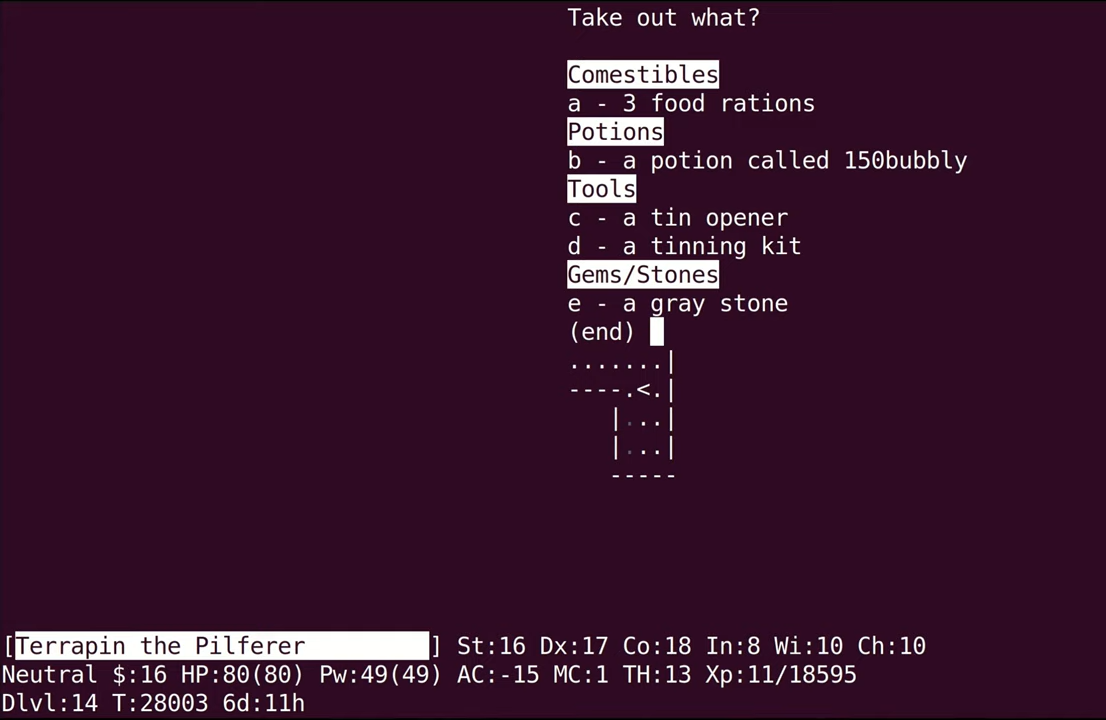 Take out what?
Comestibles
a - 3 food rations
Potions
b - a potion called 150bubbly
Tools
c - a tin opener
d - a tinning kit
Gems/Stones
e - a gray stone
(end)
.......|
----.<.|
|...|
|...|
-----
[Terrapin the Pilferer ] St:16 Dx:17 Co:18 In:8 Wi:10 Ch:10
Neutral $:16 HP:80(80) Pw:49(49) AC:-15 MC:1 TH:13 Xp:11/18595
Dlvl:14 T:28003 6d:11h